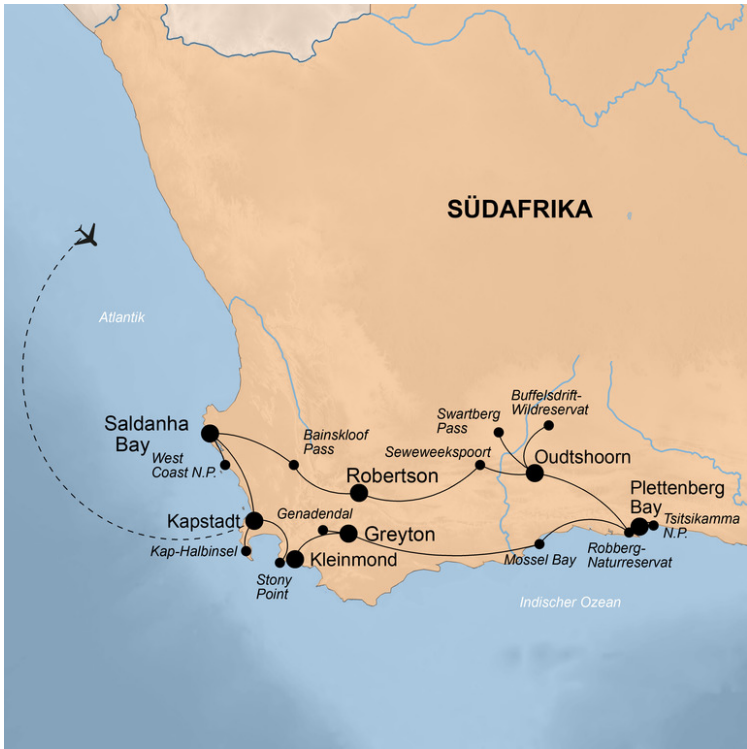 SÜDAFRIKA
Atlantik
Buffelsdrift-
Wildreservat
Swartberg
Pass
Saldanha
Bay
Bainskloof
Pass
Seweweekspoort
Oudtshoorn
West
Coast N.P.
Robertson
Plettenberg
Bay
Kapstadt
Genadendal
Greyton
Tsitsikamma
N.P.
Kap-Halbinsel
Kleinmond
Mossel Bay
Robberg-
Naturreservat
Stony
Point
Indischer Ozean